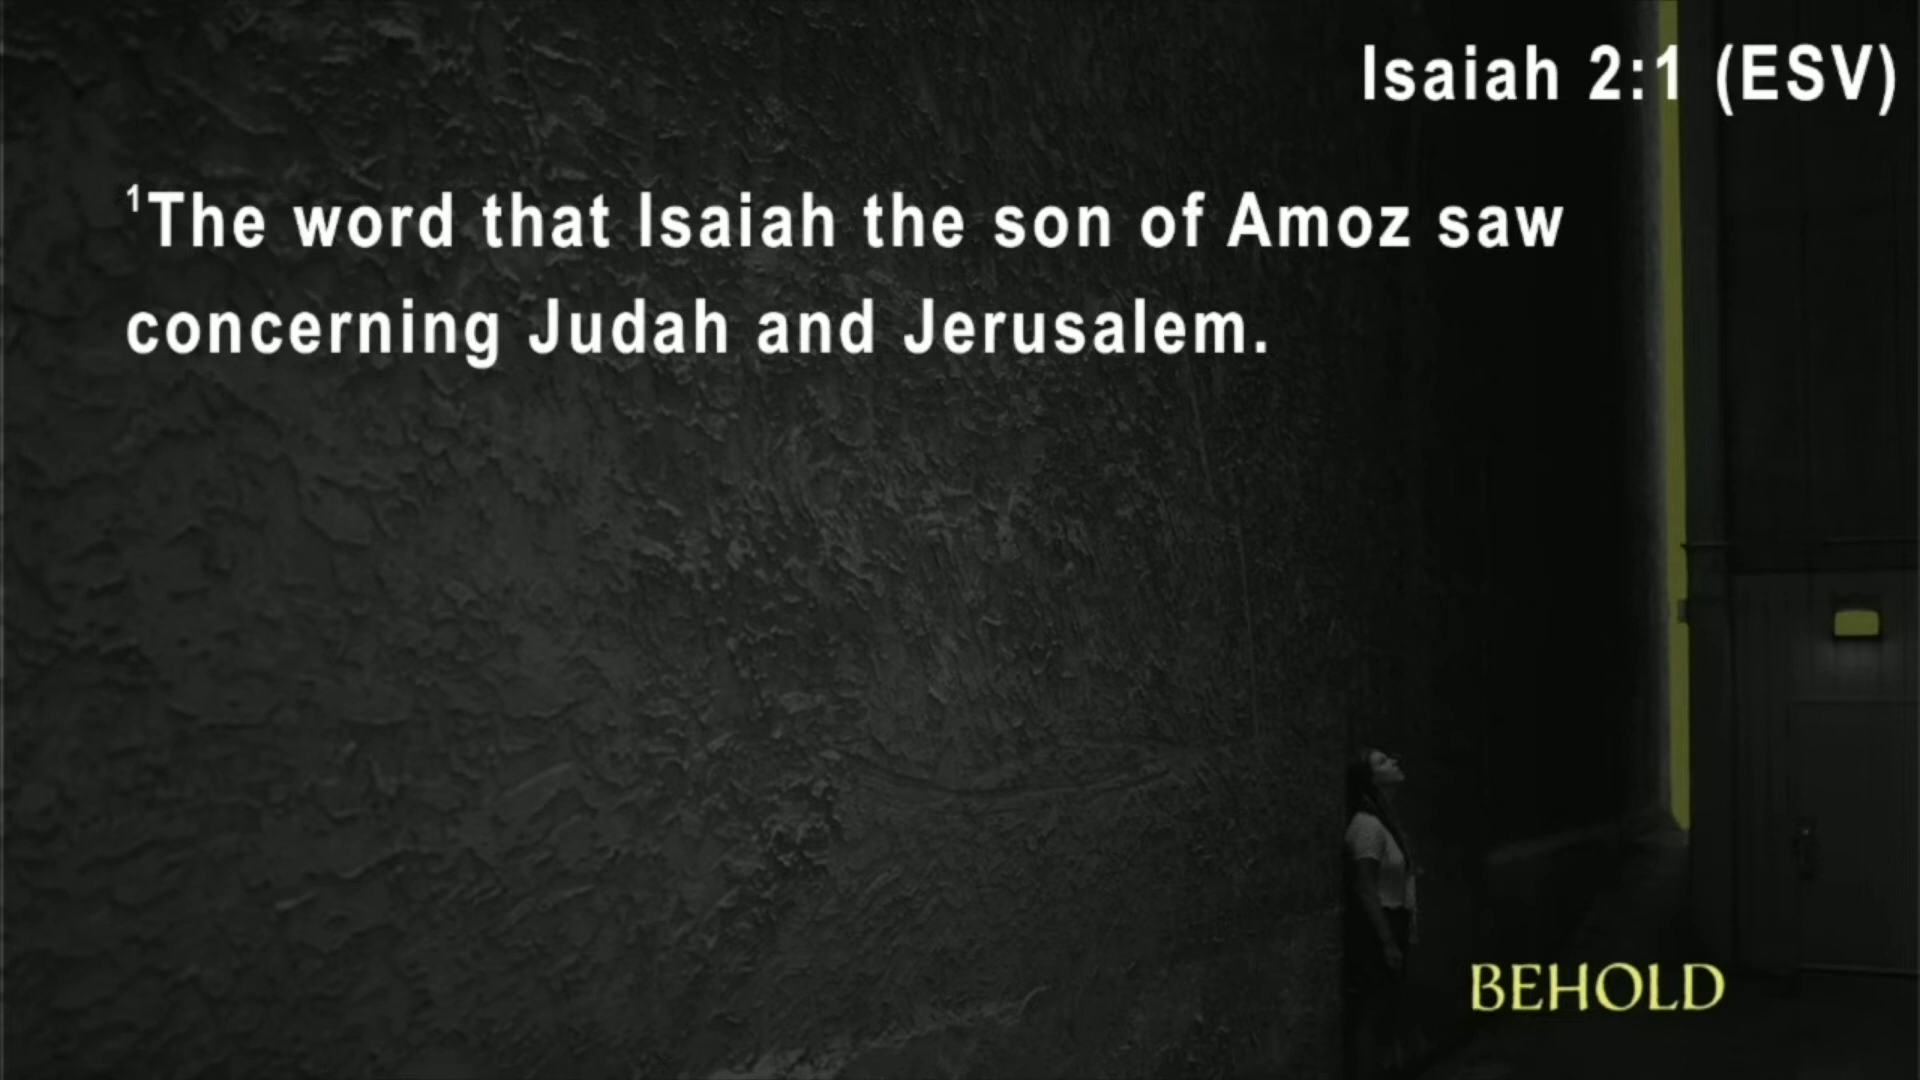 Isaiah 2:1 (ESV)
¹The word that Isaiah the son of Amoz saw
concerning Judah and Jerusalem.
BEHOLD